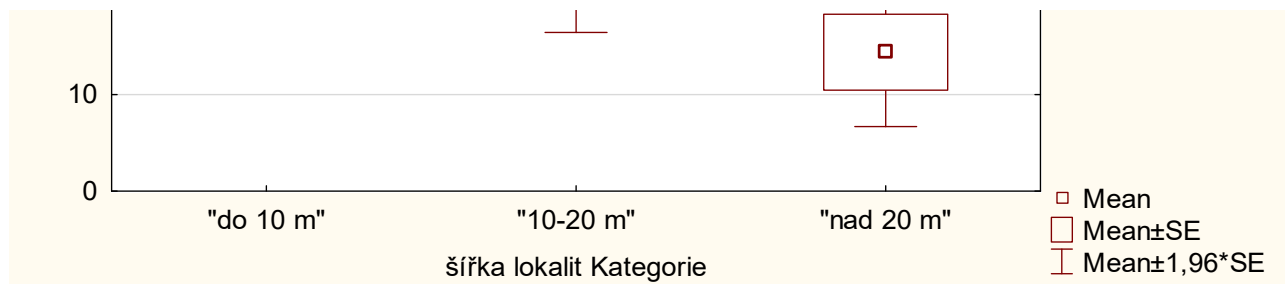 10
0
"do 10 m" "10-20 m" "nad 20 m"
šířka lokalit Kategorie
Mean
Mean±SE
Mean±1,96*SE